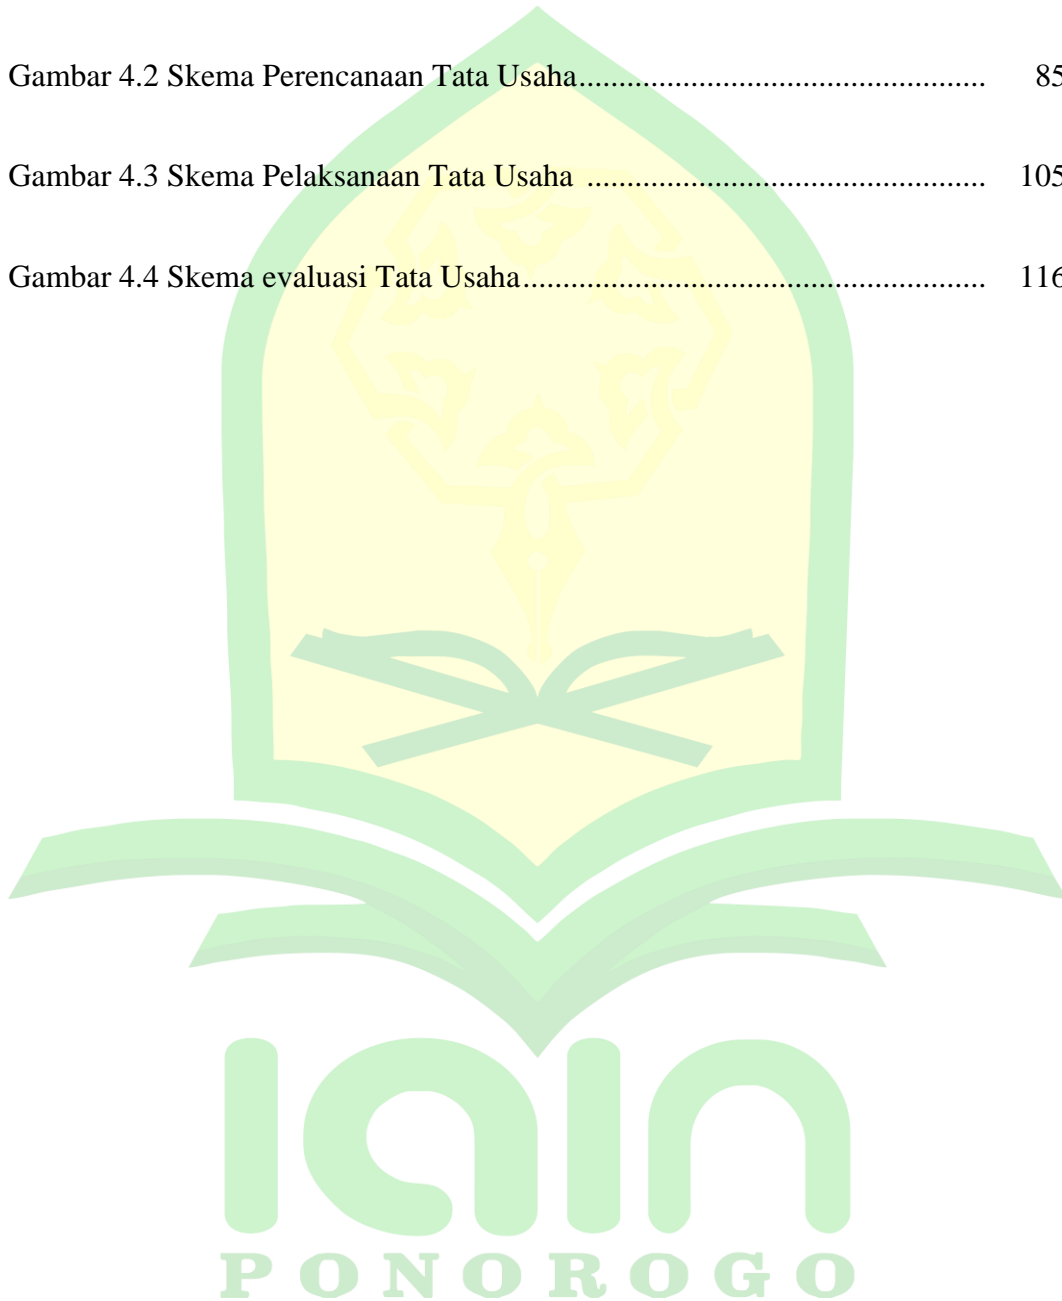 Gambar 4.2 Skema Perencanaan Tata Usaha................................................... 85
Gambar 4.3 Skema Pelaksanaan Tata Usaha .................................................. 105
Gambar 4.4 Skema evaluasi Tata Usaha.......................................................... 116
iain
PONOROGO